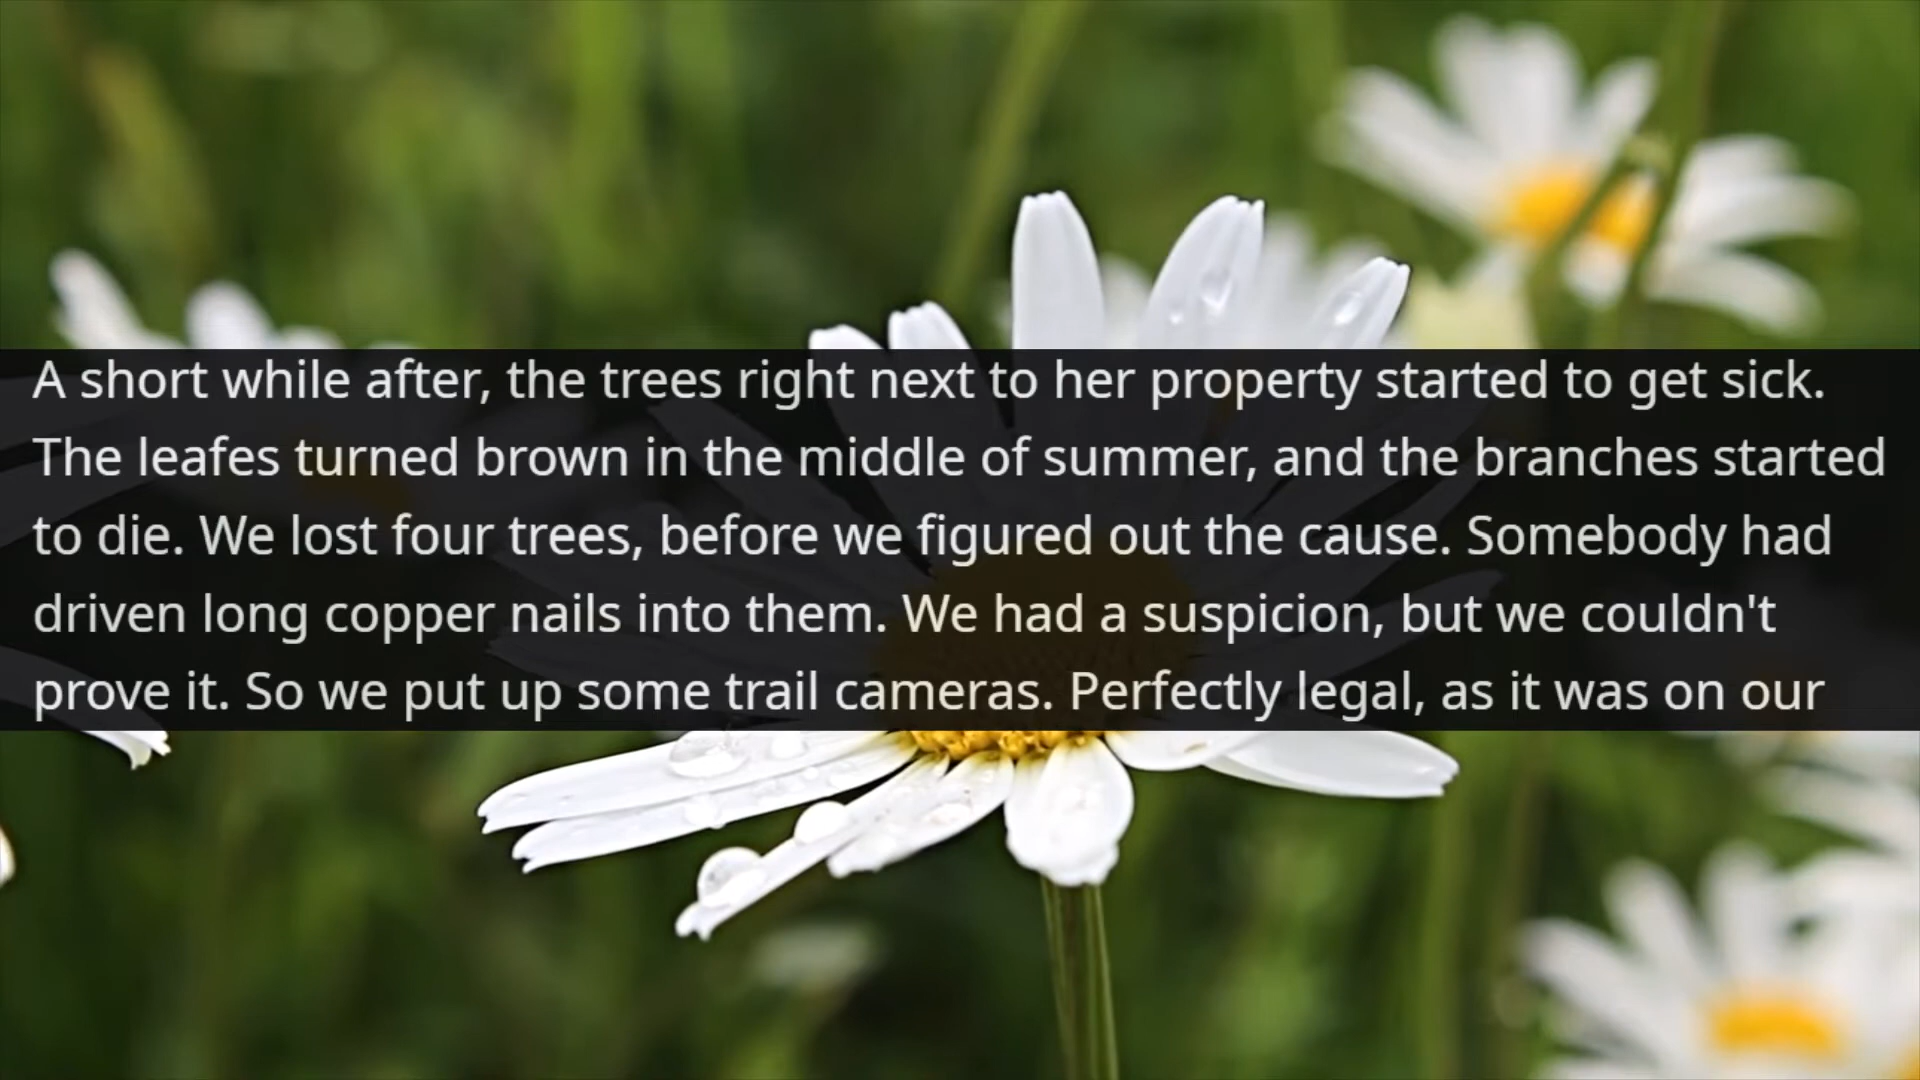 A short while after, the trees right next to her property started to get sick.
The leafes turned brown in the middle of summer, and the branches started
to die. We lost four trees, before we figured out the cause. Somebody had
driven long copper nails into them. We had a suspicion, but we couldn't
prove it. So we put up some trail cameras. Perfectly legal, as it was on our